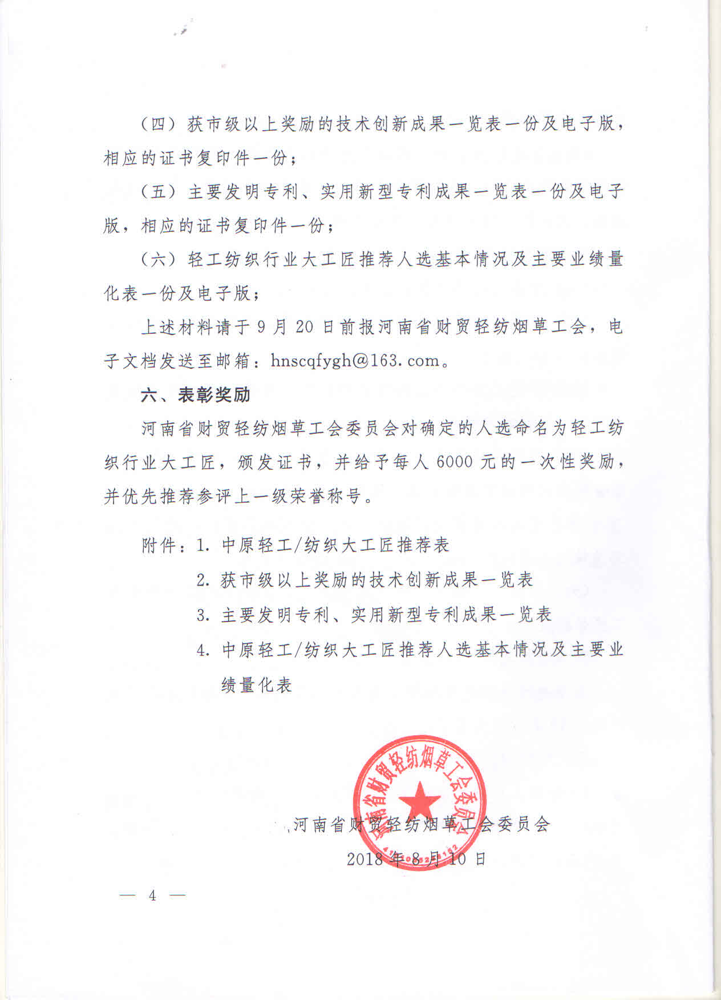 （四）获市级以上奖励的技术创新成果一览表一份及电子版，
相应的证书复印件一份；
（五）主要发明专利、实用新型专利成果一览表一份及电子
版，相应的证书复印件一份；
（六）轻工纺织行业大工匠推荐人选基本情况及主要业绩量
化表一份及电子版；
上述材料请于9月20日前报河南省财贸轻纺烟草工会，电
子文档发送至邮箱：hnscqfygh@163.com。
六、表彰奖励
河南省财贸轻纺烟草工会委员会对确定的人选命名为轻工纺
织行业大工匠，颁发证书，并给予每人6000元的一次性奖励，
并优先推荐参评上一级荣誉称号。
附件：1. 中原轻工/纺织大工匠推荐表
2. 获市级以上奖励的技术创新成果一览表
3. 主要发明专利、实用新型专利成果一览表
4. 中原轻工/纺织大工匠推荐人选基本情况及主要业
绩量化表
河南省财贸轻纺烟草工会委员会
河南省财贸轻纺烟草工会委员会
2018年8月10日
— 4 —